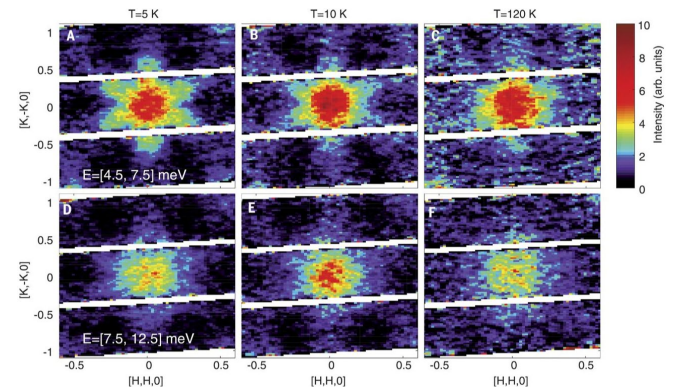 T=5 K
T=10 K
T=120 K
A
B
C
[K,-K,0]
1
0.5
0
-0.5
-1
E=[4.5, 7.5] meV
10
8
6
4
2
0
Intensity (arb. units)
D
E
F
[K,-K,0]
1
0.5
0
-0.5
-1
E=[7.5, 12.5] meV
-0.5 0 0.5
-0.5 0 0.5
-0.5 0 0.5
[H,H,0]
[H,H,0]
[H,H,0]